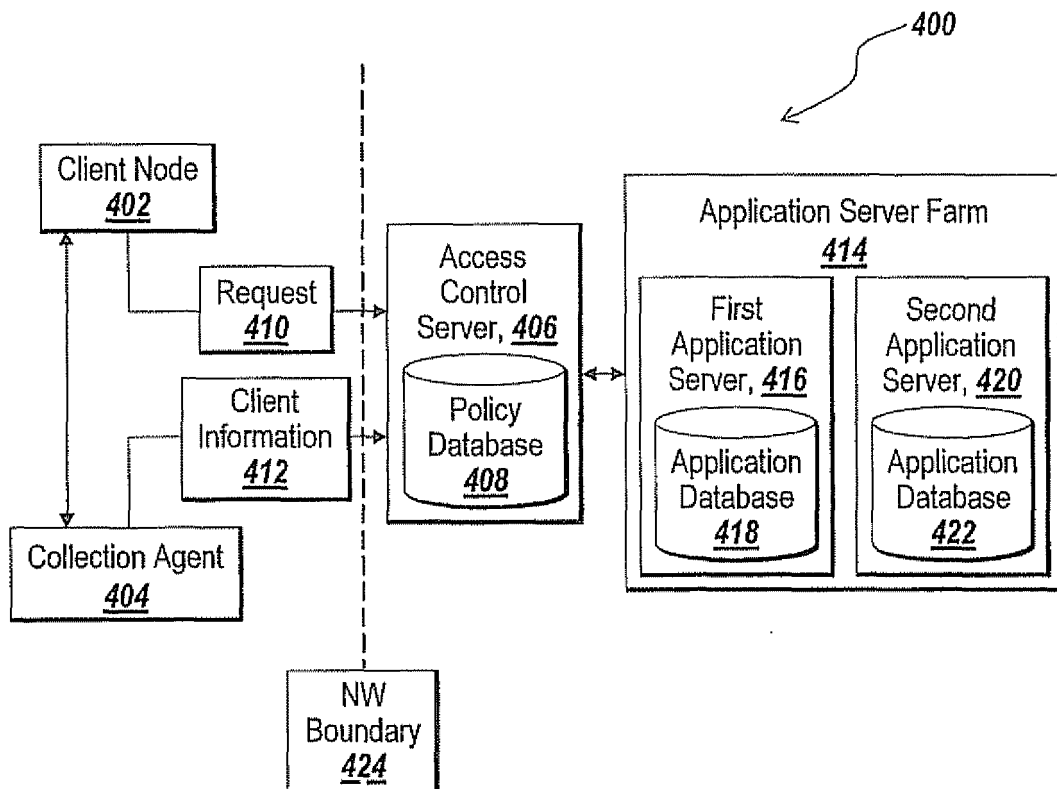 400
Client Node
402
Request
410
Client
Information
412
Collection Agent
404
Access
Control
Server, 406
Policy
Database
408
Application Server Farm
414
First
Application
Server, 416
Application
Database
418
Second
Application
Server, 420
Application
Database
422
NW
Boundary
424